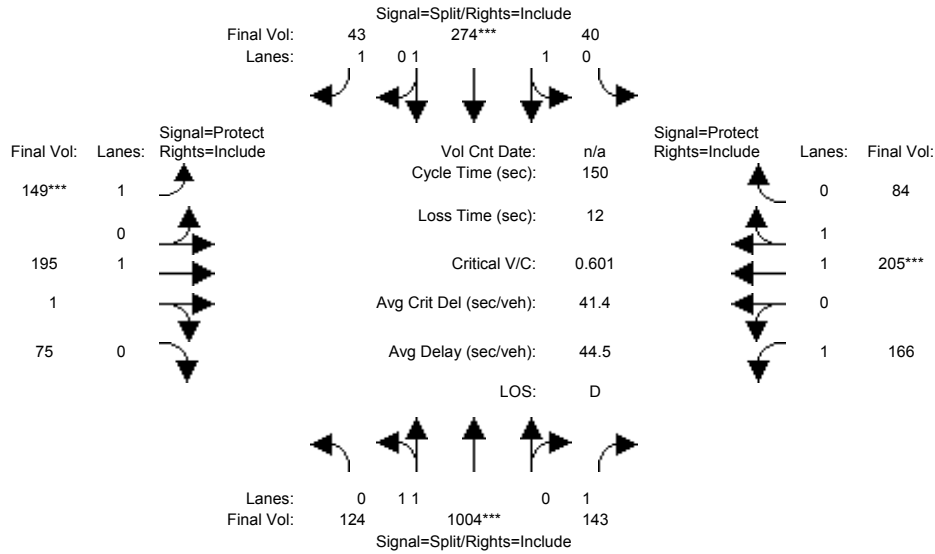 Signal=Split/Rights=Include
Final Vol: 43 274*** 40
Lanes: 1 0 1 1 0
Signal=Protect
Final Vol: Lanes: Rights=Include
Vol Cnt Date: n/a
Signal=Protect
Rights=Include Lanes: Final Vol:
Cycle Time (sec): 150
149*** 1
0 84
Loss Time (sec): 12
0
1
195 1
Critical V/C: 0.601
1 205***
1
Avg Crit Del (sec/veh): 41.4
0
75 0
Avg Delay (sec/veh): 44.5
1 166
LOS: D
Lanes: 0 1 1 0 1
Final Vol: 124 1004*** 143
Signal=Split/Rights=Include